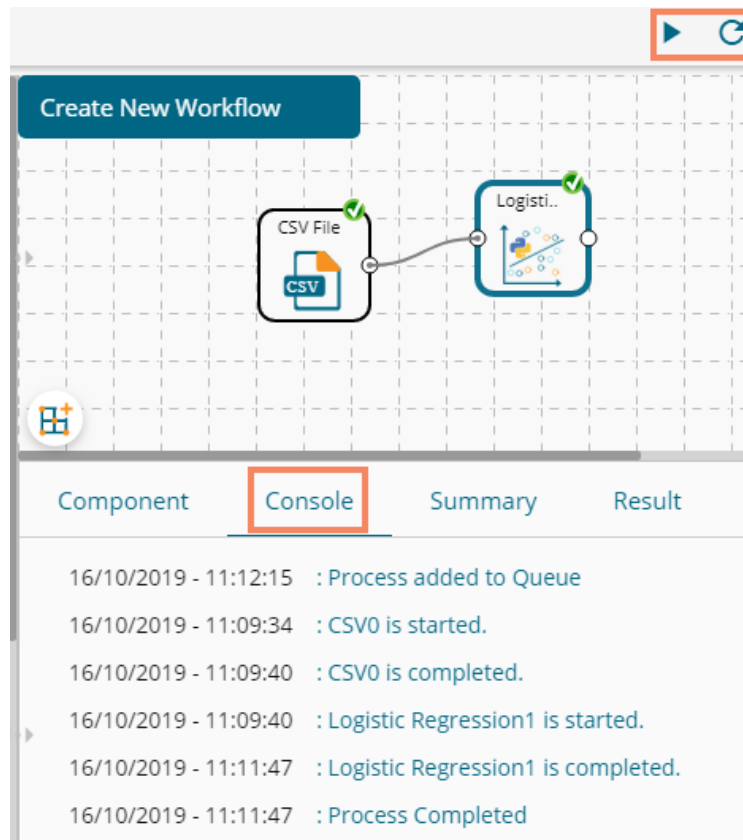 Create New Workflow
Logisti..
CSV File
CSV
Component Console Summary Result
16/10/2019 - 11:12:15 : Process added to Queue
16/10/2019 - 11:09:34 : CSV0 is started.
16/10/2019 - 11:09:40 : CSV0 is completed.
16/10/2019 - 11:09:40 : Logistic Regression1 is started.
16/10/2019 - 11:11:47 : Logistic Regression1 is completed.
16/10/2019 - 11:11:47 : Process Completed